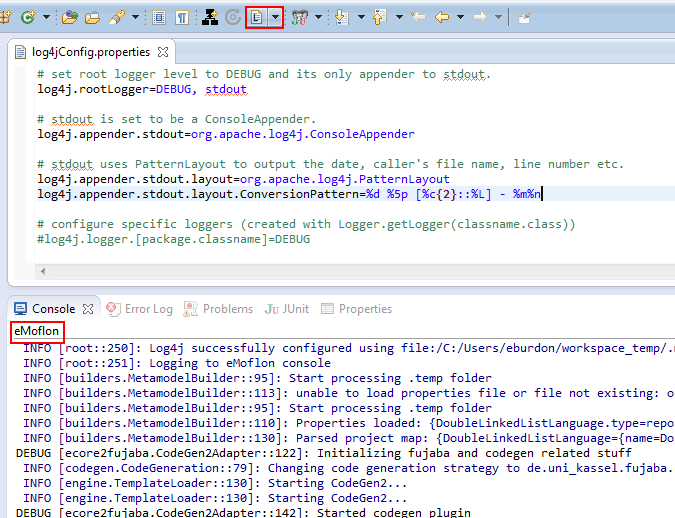 L
log4jConfig.properties
# set root logger level to DEBUG and its only appender to stdout.
log4j.rootLogger=DEBUG, stdout
# stdout is set to be a ConsoleAppender.
log4j.appender.stdout=org.apache.log4j.ConsoleAppender
# stdout uses PatternLayout to output the date, caller's file name, line number etc.
log4j.appender.stdout.layout=org.apache.log4j.PatternLayout
log4j.appender.stdout.layout.ConversionPattern=%d %5p [%c{2}::%L] - %m%n
# configure specific loggers (created with Logger.getLogger(classname.class))
#log4j.logger.[package.classname]=DEBUG
Console Error Log Problems JUnit Properties
eMoflon
INFO [root::250]: Log4j successfully configured using file:/C:/Users/eburdon/workspace_temp/.
INFO [root::251]: Logging to eMoflon console
INFO [builders.MetamodelBuilder::95]: Start processing .temp folder
INFO [builders.MetamodelBuilder::113]: unable to load properties file or file not existing: o
INFO [builders.MetamodelBuilder::95]: Start processing .temp folder
INFO [builders.MetamodelBuilder::110]: Properties loaded: {DoubleLinkedListLanguage.type=repo
INFO [builders.MetamodelBuilder::130]: Parsed project map: {DoubleLinkedListLanguage={name=Do
DEBUG [ecore2fujaba.CodeGen2Adapter::122]: Initializing fujaba and codegen related stuff
INFO [codegen.CodeGeneration::79]: Changing code generation strategy to de.uni_kassel.fujaba.
INFO [engine.TemplateLoader::130]: Starting CodeGen2...
INFO [engine.TemplateLoader::130]: Starting CodeGen2...
DEBUG [ecore2fujaba.CodeGen2Adapter::142]: Started codegen plugin